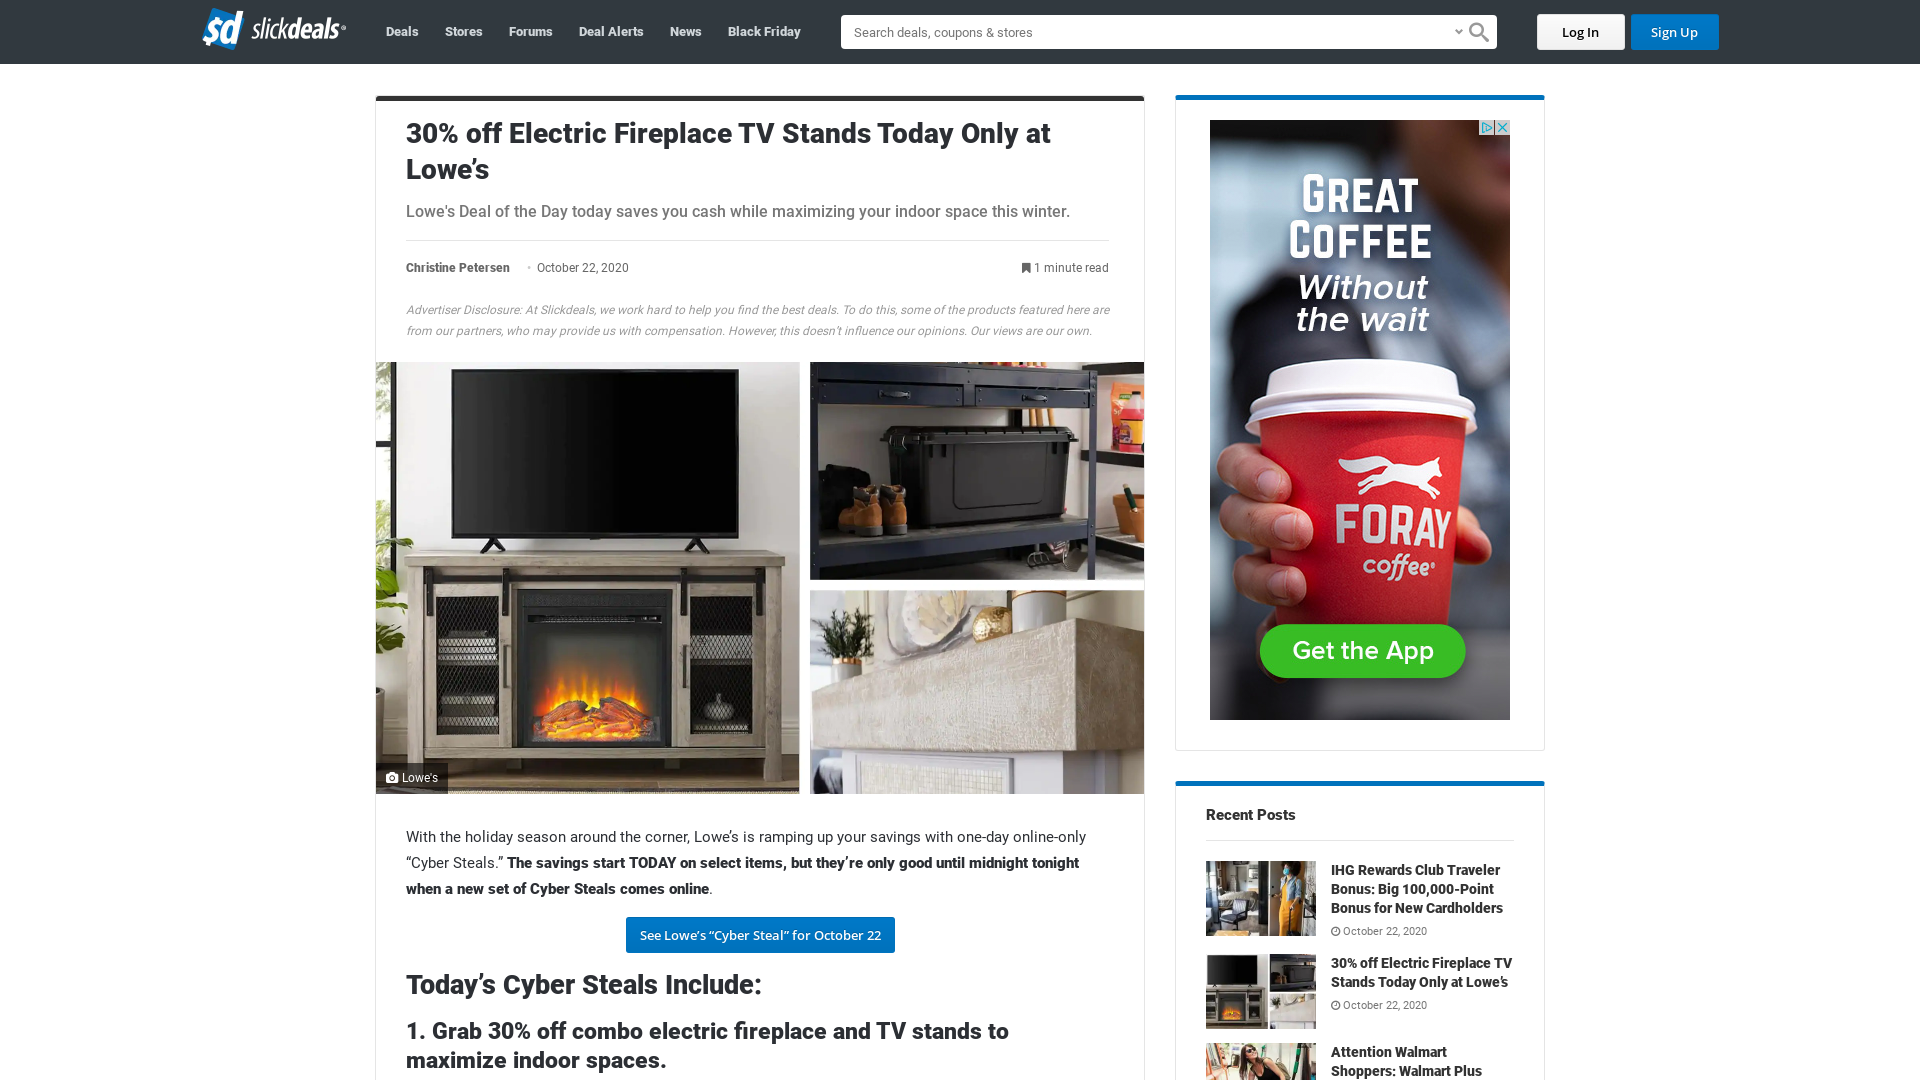 sd slickdeals®
Deals
Stores
Forums
Deal Alerts
News
Black Friday
Search deals, coupons & stores
Log In
Sign Up
30% off Electric Fireplace TV Stands Today Only at
Lowe’s
Lowe's Deal of the Day today saves you cash while maximizing your indoor space this winter.
Christine Petersen
October 22, 2020
1 minute read
Advertiser Disclosure: At Slickdeals, we work hard to help you find the best deals. To do this, some of the products featured here are
from our partners, who may provide us with compensation. However, this doesn’t influence our opinions. Our views are our own.
Lowe's
With the holiday season around the corner, Lowe’s is ramping up your savings with one-day online-only
“Cyber Steals.” The savings start TODAY on select items, but they’re only good until midnight tonight
when a new set of Cyber Steals comes online.
See Lowe’s “Cyber Steal” for October 22
Today’s Cyber Steals Include:
1. Grab 30% off combo electric fireplace and TV stands to
maximize indoor spaces.
GREAT
COFFEE
Without
the wait
FORAY
coffee®
Get the App
Recent Posts
IHG Rewards Club Traveler
Bonus: Big 100,000-Point
Bonus for New Cardholders
October 22, 2020
30% off Electric Fireplace TV
Stands Today Only at Lowe’s
October 22, 2020
Attention Walmart
Shoppers: Walmart Plus